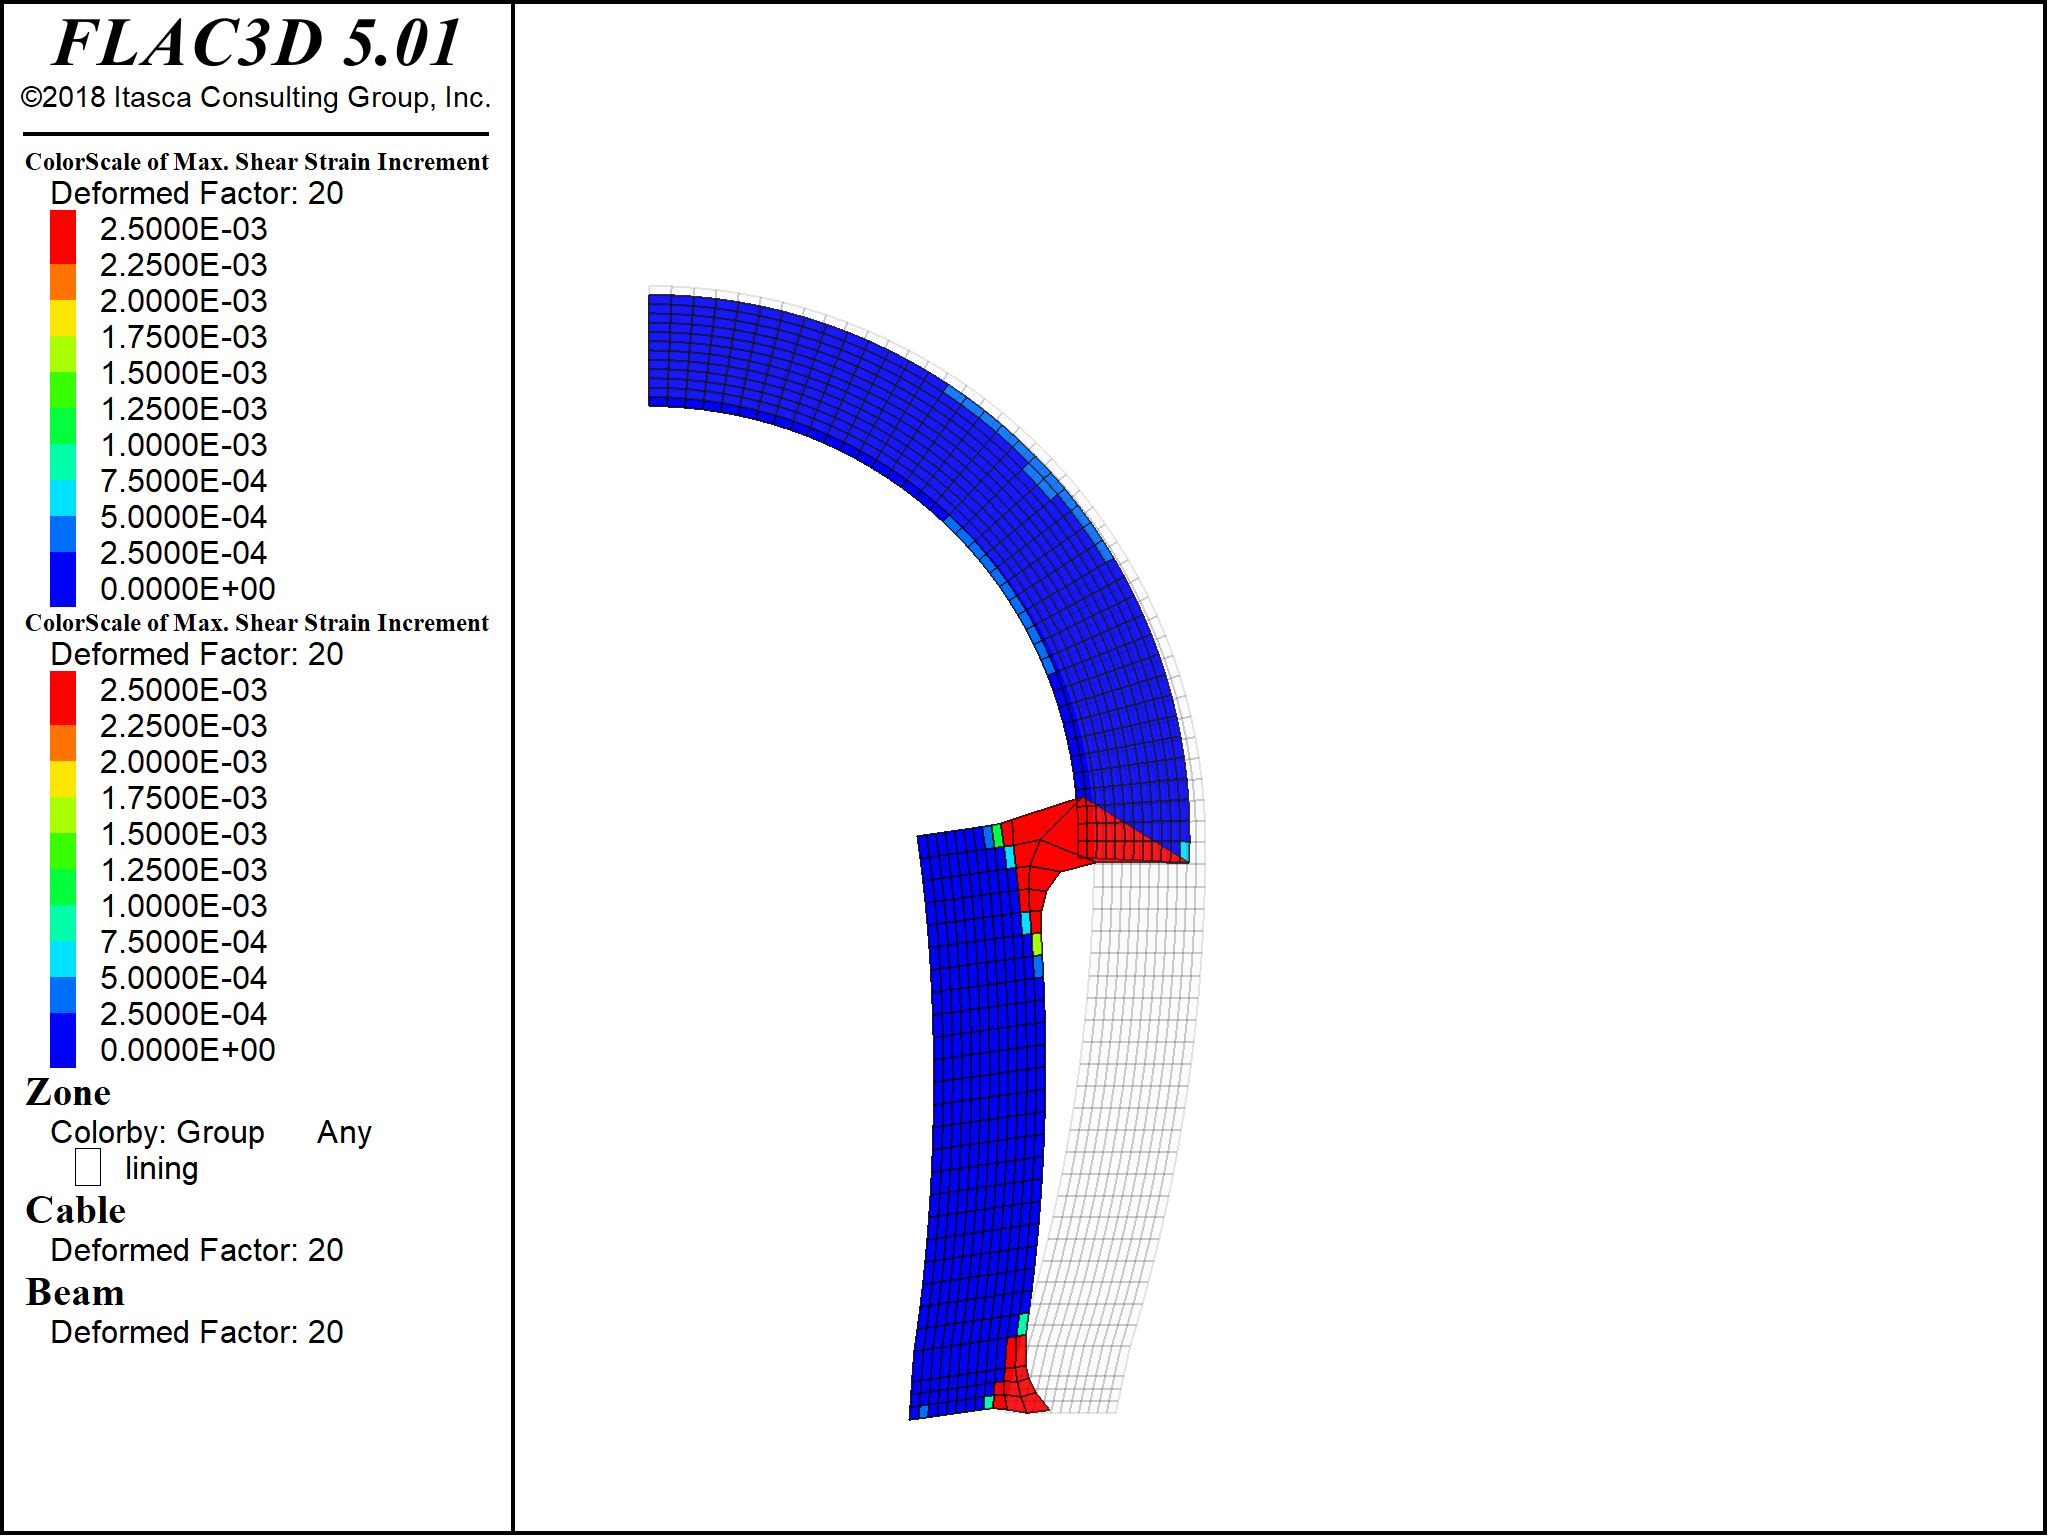 FLAC3D 5.01
©2018 Itasca Consulting Group, Inc.
ColorScale of Max. Shear Strain Increment
Deformed Factor: 20
2.5000E-03
2.2500E-03
2.0000E-03
1.7500E-03
1.5000E-03
1.2500E-03
1.0000E-03
7.5000E-04
5.0000E-04
2.5000E-04
0.0000E+00
ColorScale of Max. Shear Strain Increment
Deformed Factor: 20
2.5000E-03
2.2500E-03
2.0000E-03
1.7500E-03
1.5000E-03
1.2500E-03
1.0000E-03
7.5000E-04
5.0000E-04
2.5000E-04
0.0000E+00
Zone
Colorby: Group Any
lining
Cable
Deformed Factor: 20
Beam
Deformed Factor: 20